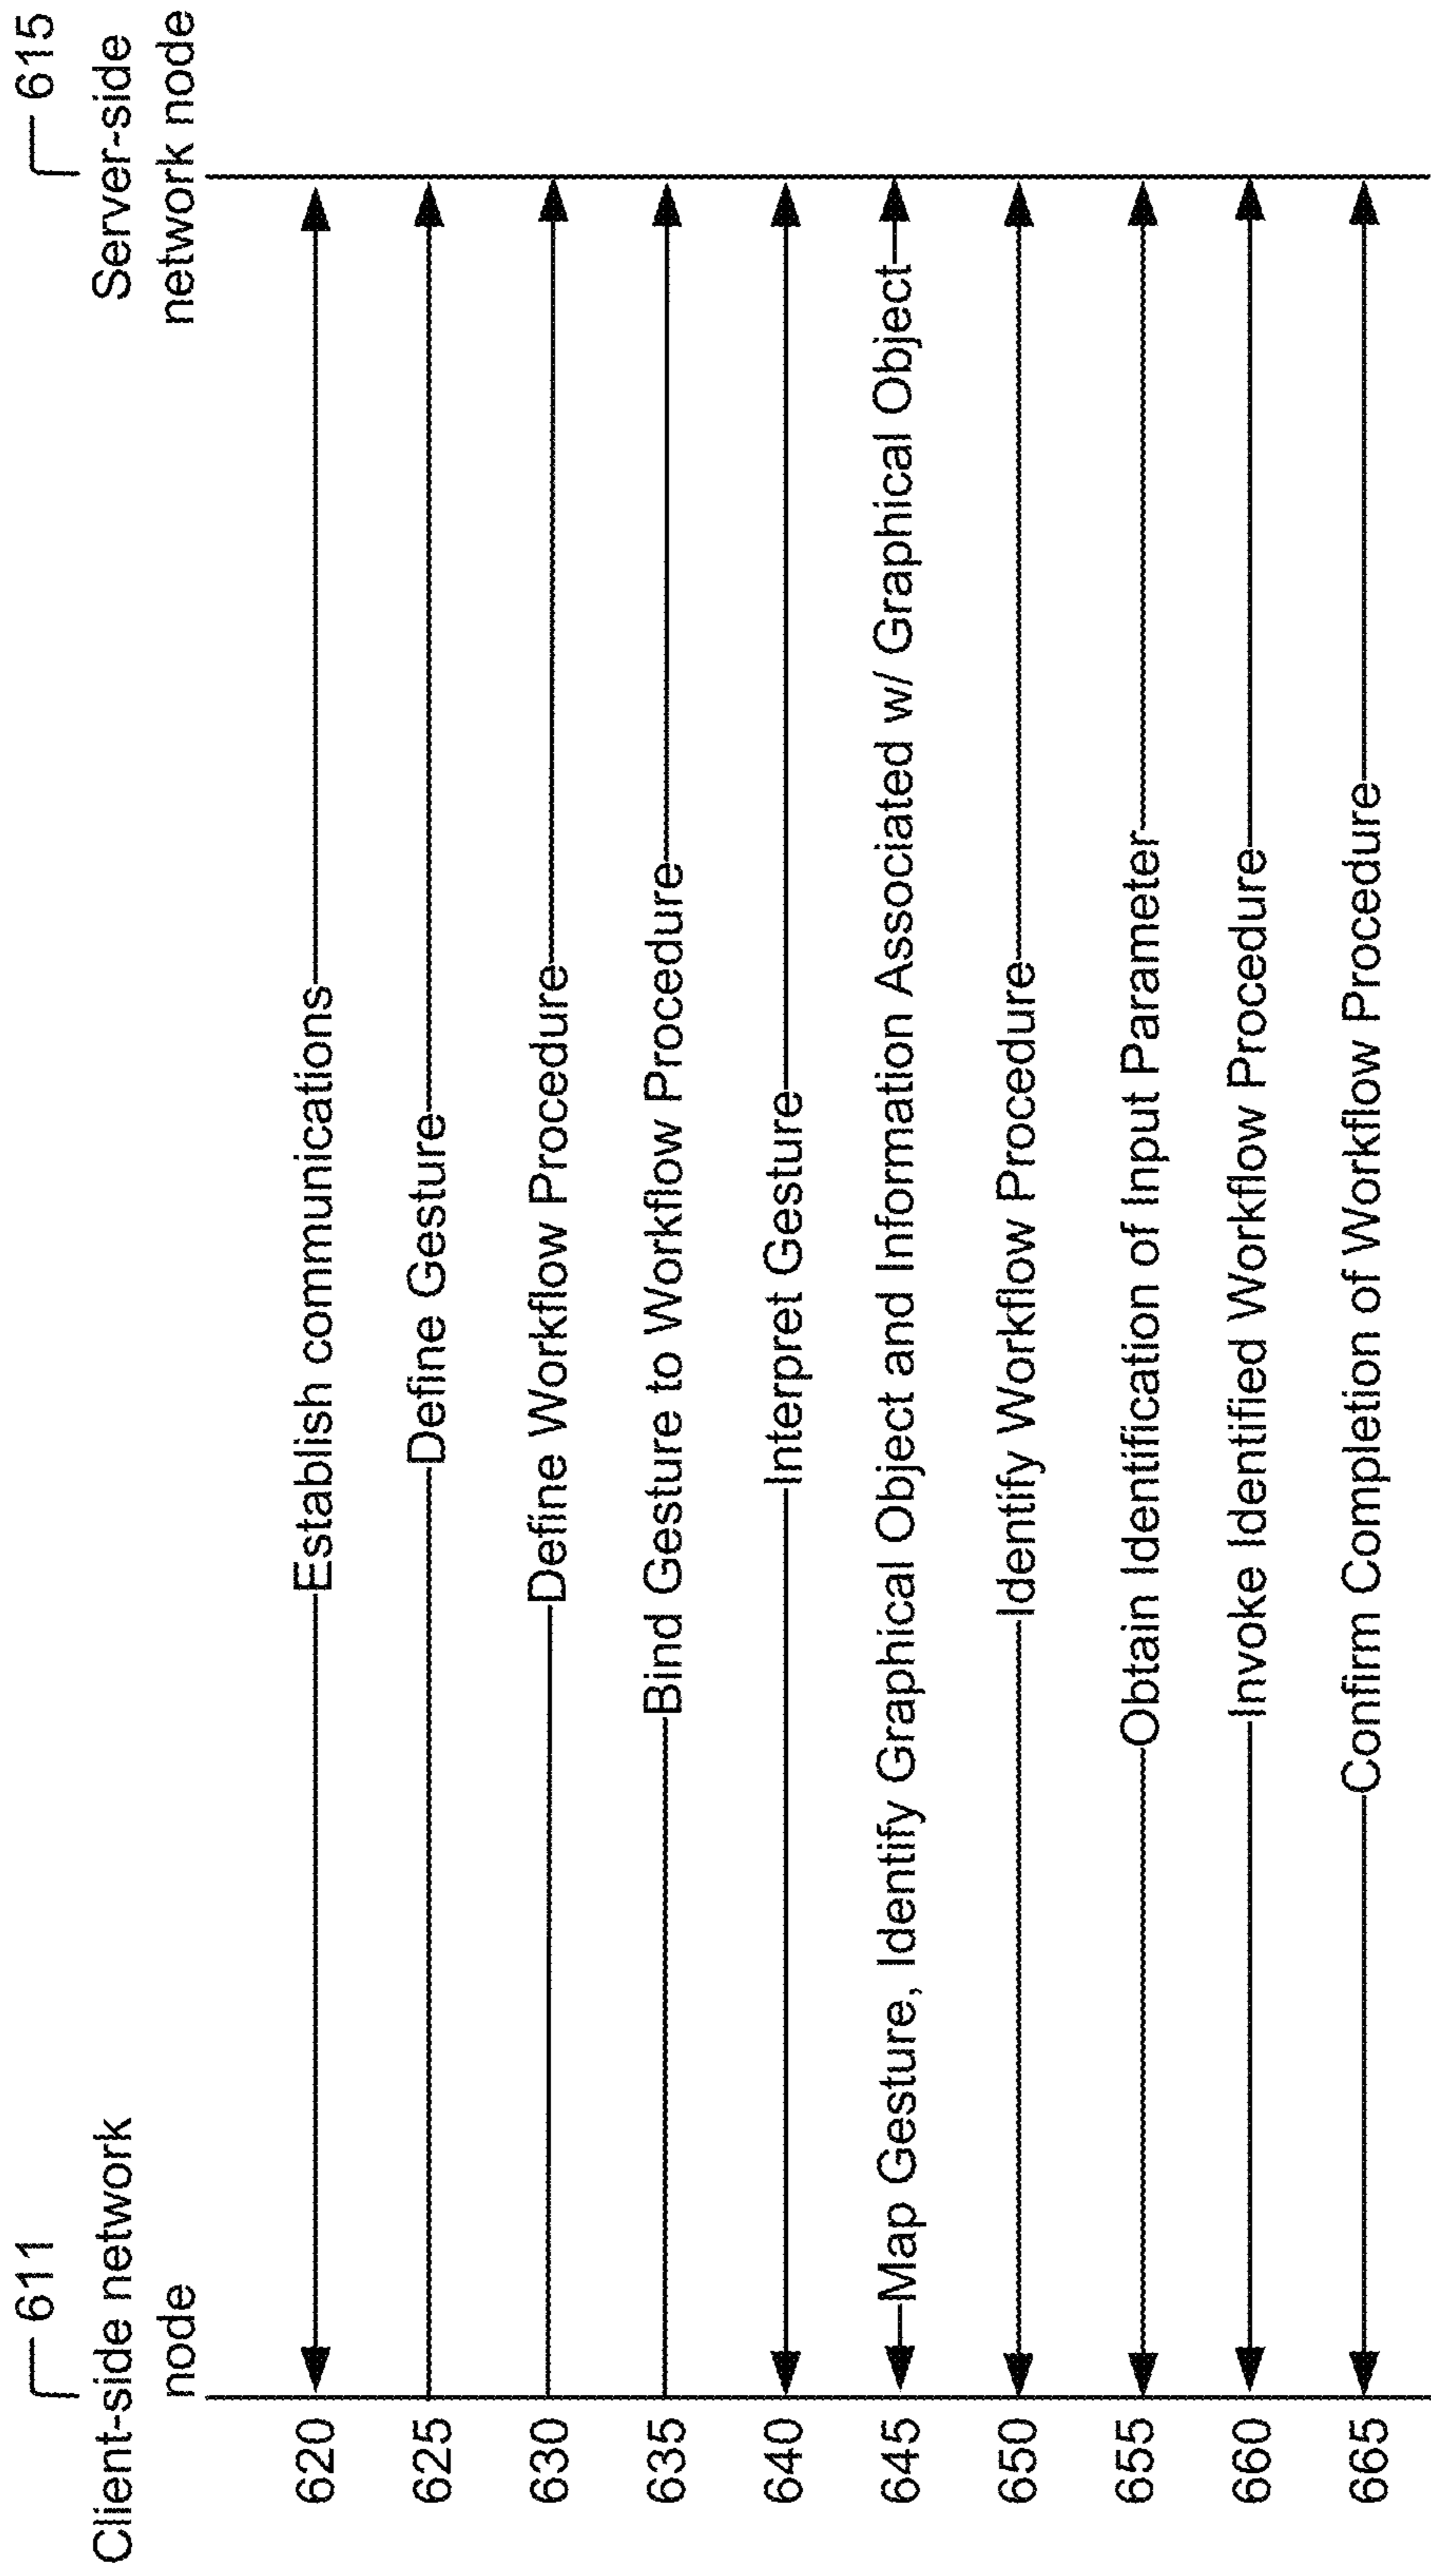 611
Client-side network
node
615
Server-side
network node
620 Establish communications
625 Define Gesture
630 Define Workflow Procedure
635 Bind Gesture to Workflow Procedure
640 Interpret Gesture
645 Map Gesture, Identify Graphical Object and Information Associated w/ Graphical Object
650 Identify Workflow Procedure
655 Obtain Identification of Input Parameter
660 Invoke Identified Workflow Procedure
665 Confirm Completion of Workflow Procedure